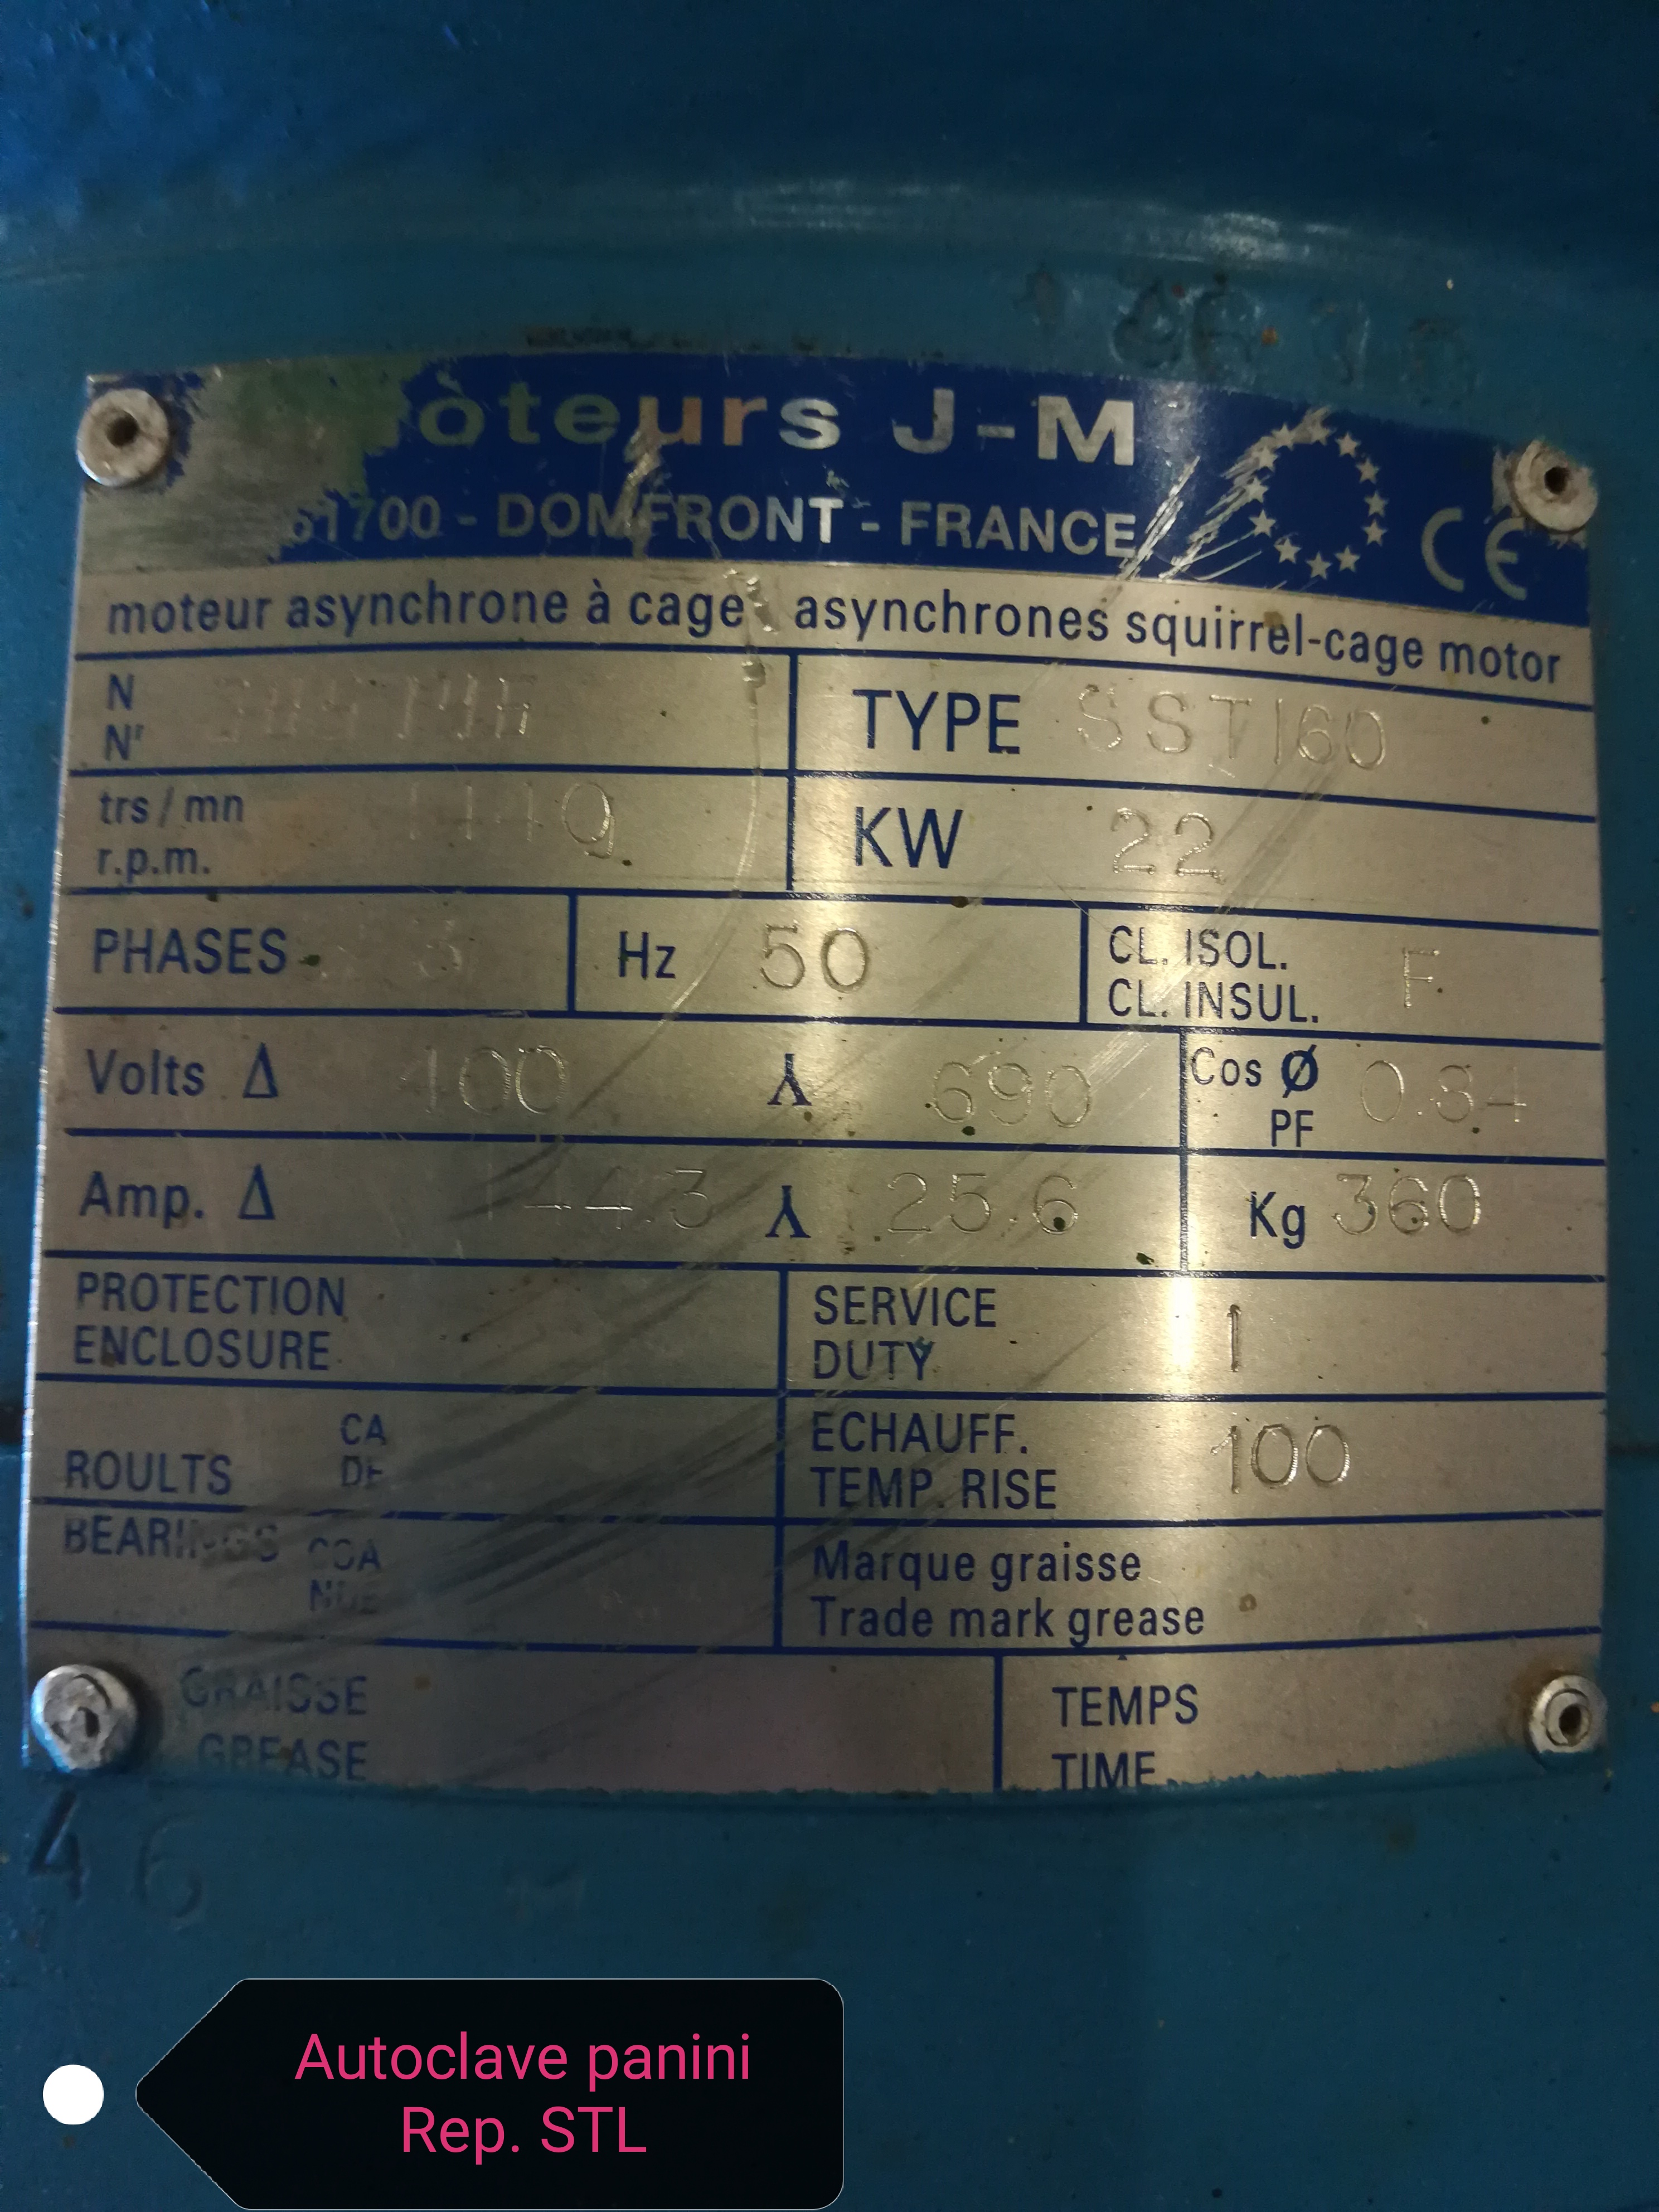 oteurs J-M
61700 - DOMFRONT - FRANCE
CE
moteur asynchrone à cage asynchrones squirrel-cage motor
N
N'
TYPE SST160
trs / mn
r.p.m.
KW 22
PHASES 3 Hz 50 CL. ISOL. F
CL. INSUL.
Volts Δ 400 Y 690 Cos Ø
PF
Amp. Δ 44.3 Y 25.6 Kg 360
PROTECTION
ENCLOSURE
SERVICE
DUTY 1
ROULTS CA
DE
ECHAUFF.
TEMP. RISE 100
BEARINGS COA
NDE
Marque graisse
Trade mark grease
GRAISSE
GREASE
TEMPS
TIME
46
Autoclave panini
Rep. STL